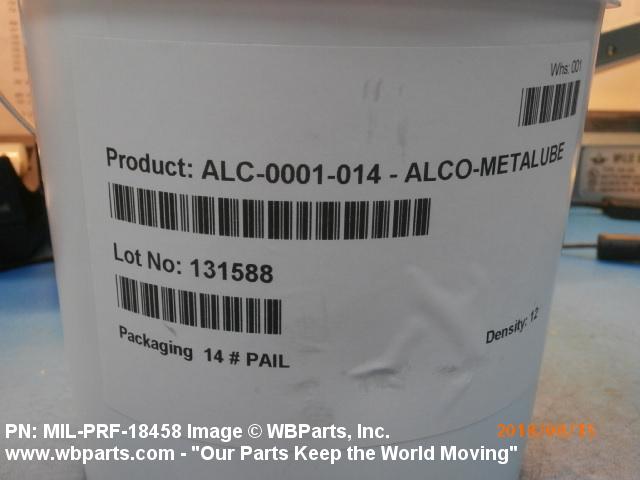 Whs: 001
Product: ALC-0001-014 - ALCO-METALUBE
Lot No: 131588
Packaging 14 # PAIL
Density: 12
PN: MIL-PRF-18458 Image © WBParts, Inc.
www.wbparts.com - "Our Parts Keep the World Moving"